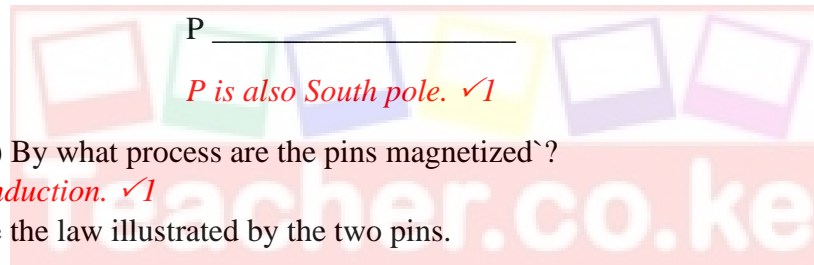 P ___________________
P is also South pole. ✓1
) By what process are the pins magnetized`?
nduction. ✓1
the law illustrated by the two pins.
Teacher.co.ke